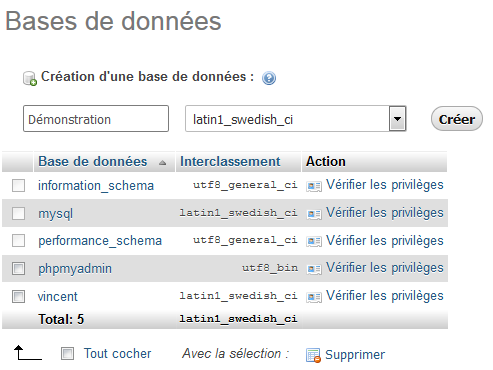 Bases de données
Création d'une base de données :
Démonstration latin1_swedish_ci Créer
Base de données Interclassement Action
information_schema utf8_general_ci Vérifier les privilèges
mysql latin1_swedish_ci Vérifier les privilèges
performance_schema utf8_general_ci Vérifier les privilèges
phpmyadmin utf8_bin Vérifier les privilèges
vincent latin1_swedish_ci Vérifier les privilèges
Total: 5 latin1_swedish_ci
Tout cocher Avec la sélection : Supprimer